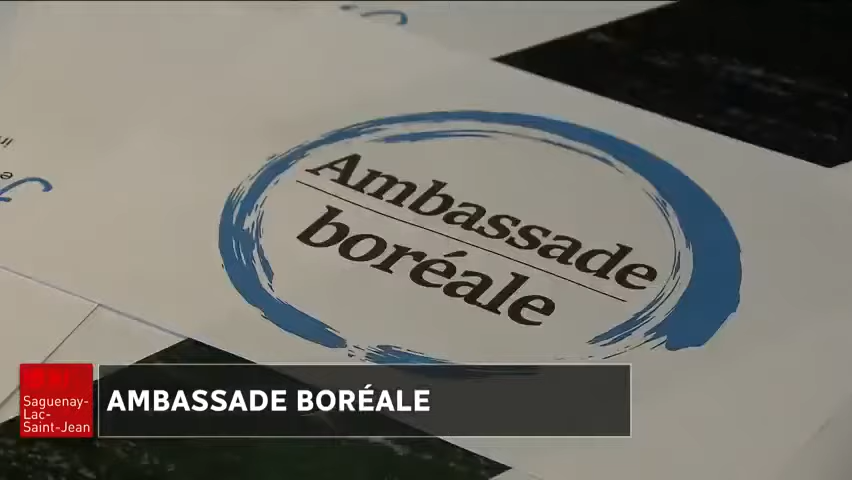 Ambassade
boréale
Saguenay-
Lac-
Saint-Jean
AMBASSADE BORÉALE